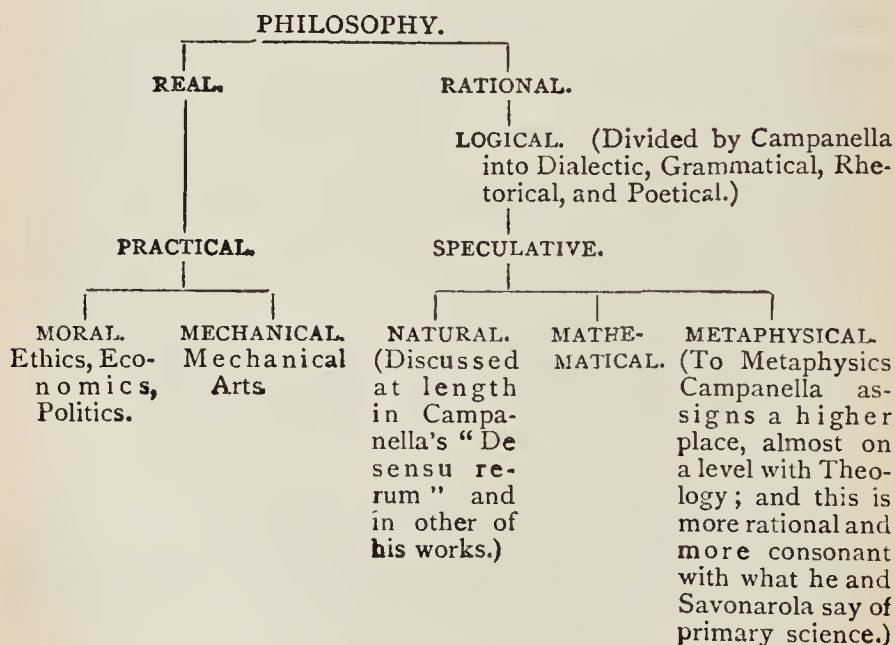 PHILOSOPHY.
REAL.
RATIONAL.
LOGICAL. (Divided by Campanella
into Dialectic, Grammatical, Rhe-
torical, and Poetical.)
PRACTICAL.
SPECULATIVE.
MORAL.
Ethics, Eco-
nomics,
Politics.
MECHANICAL.
Mechanical
Arts.
NATURAL.
(Discussed
at length
in Campa-
nella's “De
sensu re-
rum” and
in other of
his works.)
MATHE-
MATICAL.
METAPHYSICAL.
(To Metaphysics
Campanella as-
signs a higher
place, almost on
a level with Theo-
logy; and this is
more rational and
more consonant
with what he and
Savonarola say of
primary science.)